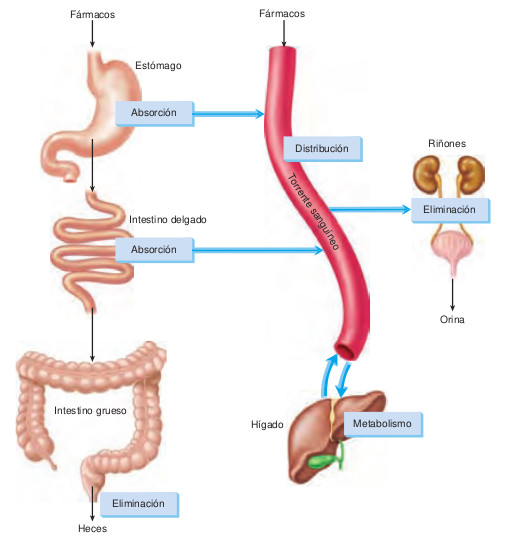 Fármacos
Fármacos
Estómago
Absorción
Distribución
Riñones
Torrente sanguíneo
Eliminación
Intestino delgado
Absorción
Orina
Intestino grueso
Hígado
Metabolismo
Eliminación
Heces